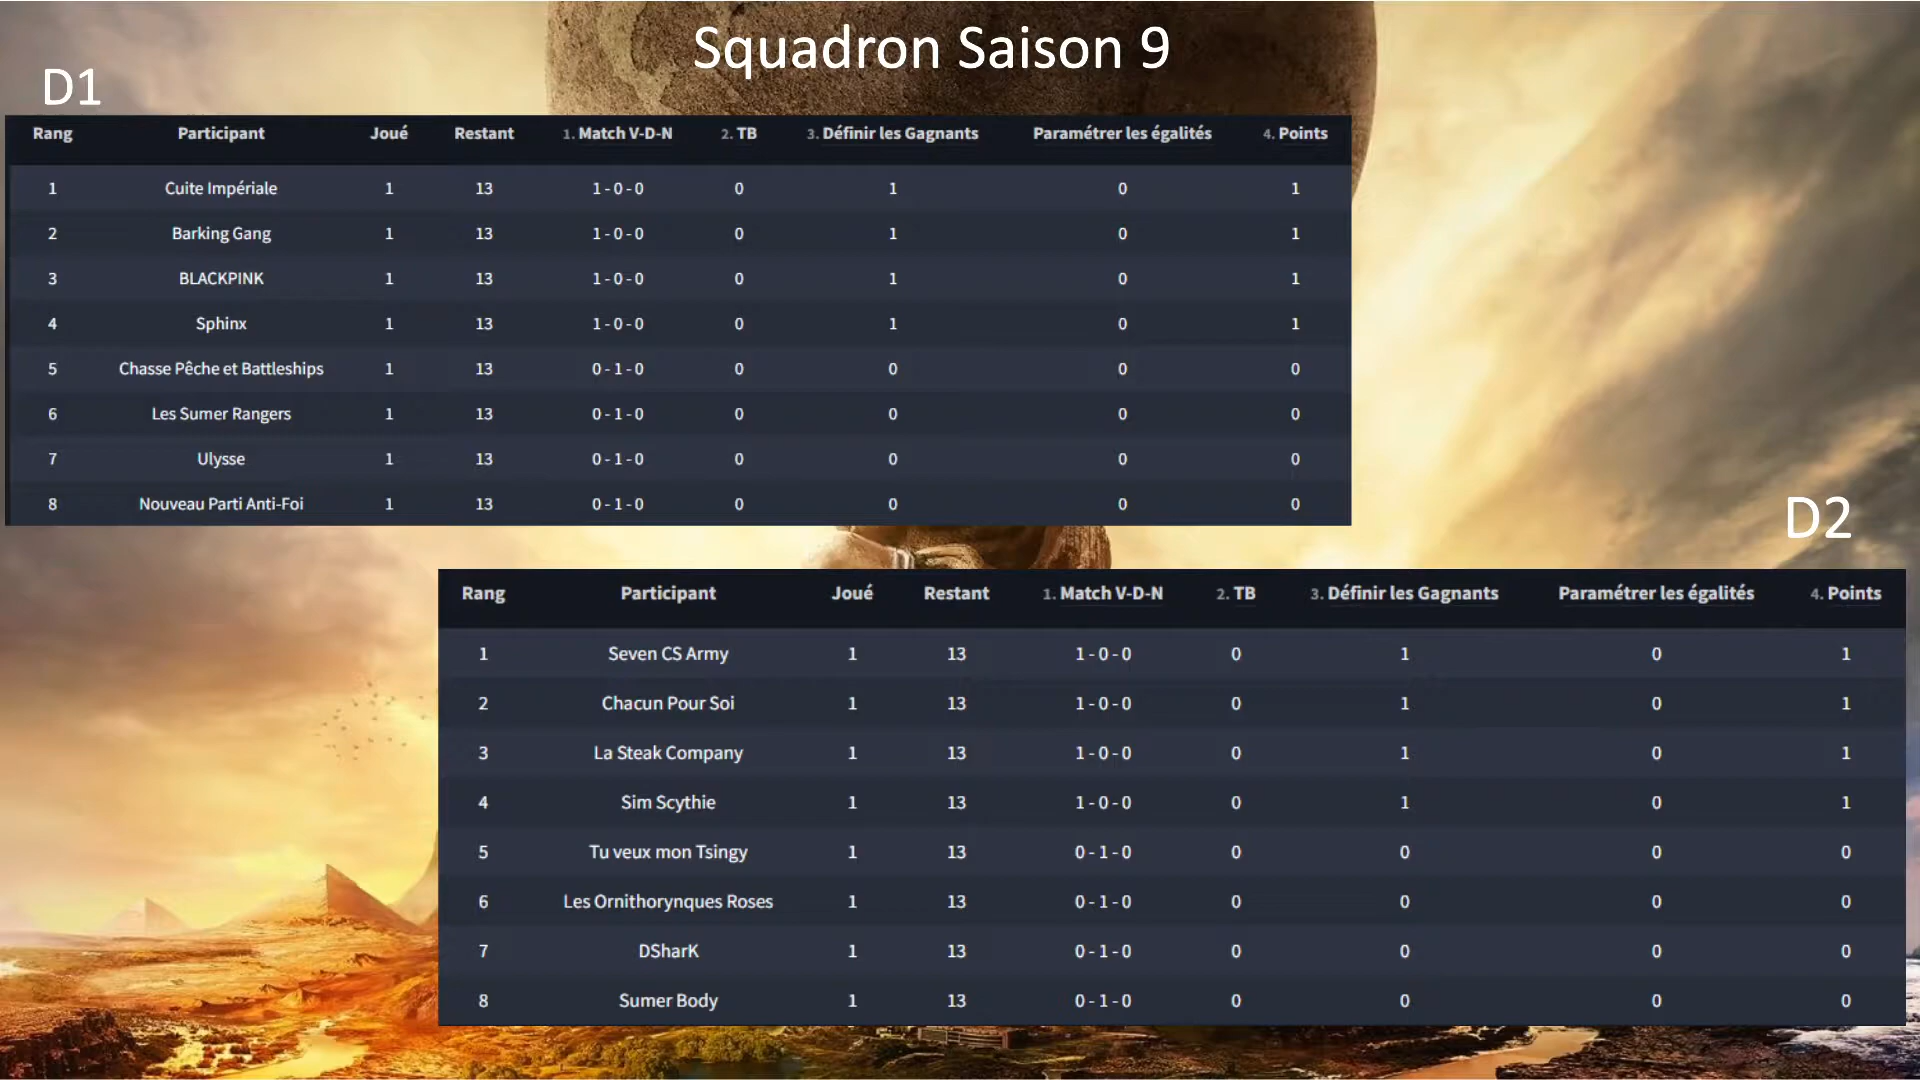 Squadron Saison 9
D1
Rang Participant Joué Restant 1. Match V-D-N 2. TB 3. Définir les Gagnants Paramétrer les égalités 4. Points
1 Cuite Impériale 1 13 1 - 0 - 0 0 1 0 1
2 Barking Gang 1 13 1 - 0 - 0 0 1 0 1
3 BLACKPINK 1 13 1 - 0 - 0 0 1 0 1
4 Sphinx 1 13 1 - 0 - 0 0 1 0 1
5 Chasse Pêche et Battleships 1 13 0 - 1 - 0 0 0 0 0
6 Les Sumer Rangers 1 13 0 - 1 - 0 0 0 0 0
7 Ulysse 1 13 0 - 1 - 0 0 0 0 0
8 Nouveau Parti Anti-Foi 1 13 0 - 1 - 0 0 0 0 0
D2
Rang Participant Joué Restant 1. Match V-D-N 2. TB 3. Définir les Gagnants Paramétrer les égalités 4. Points
1 Seven CS Army 1 13 1 - 0 - 0 0 1 0 1
2 Chacun Pour Soi 1 13 1 - 0 - 0 0 1 0 1
3 La Steak Company 1 13 1 - 0 - 0 0 1 0 1
4 Sim Scythie 1 13 1 - 0 - 0 0 1 0 1
5 Tu veux mon Tsingy 1 13 0 - 1 - 0 0 0 0 0
6 Les Ornithorynques Roses 1 13 0 - 1 - 0 0 0 0 0
7 DSharK 1 13 0 - 1 - 0 0 0 0 0
8 Sumer Body 1 13 0 - 1 - 0 0 0 0 0